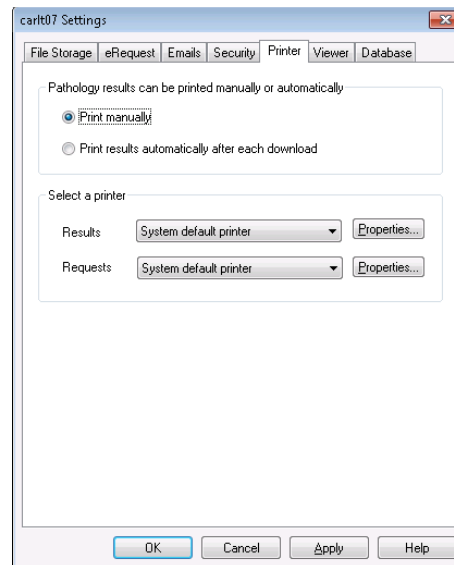 carlt07 Settings
File Storage eRequest Emails Security Printer Viewer Database
Pathology results can be printed manually or automatically
Print manually
Print results automatically after each download
Select a printer
Results System default printer Properties...
Requests System default printer Properties...
OK Cancel Apply Help